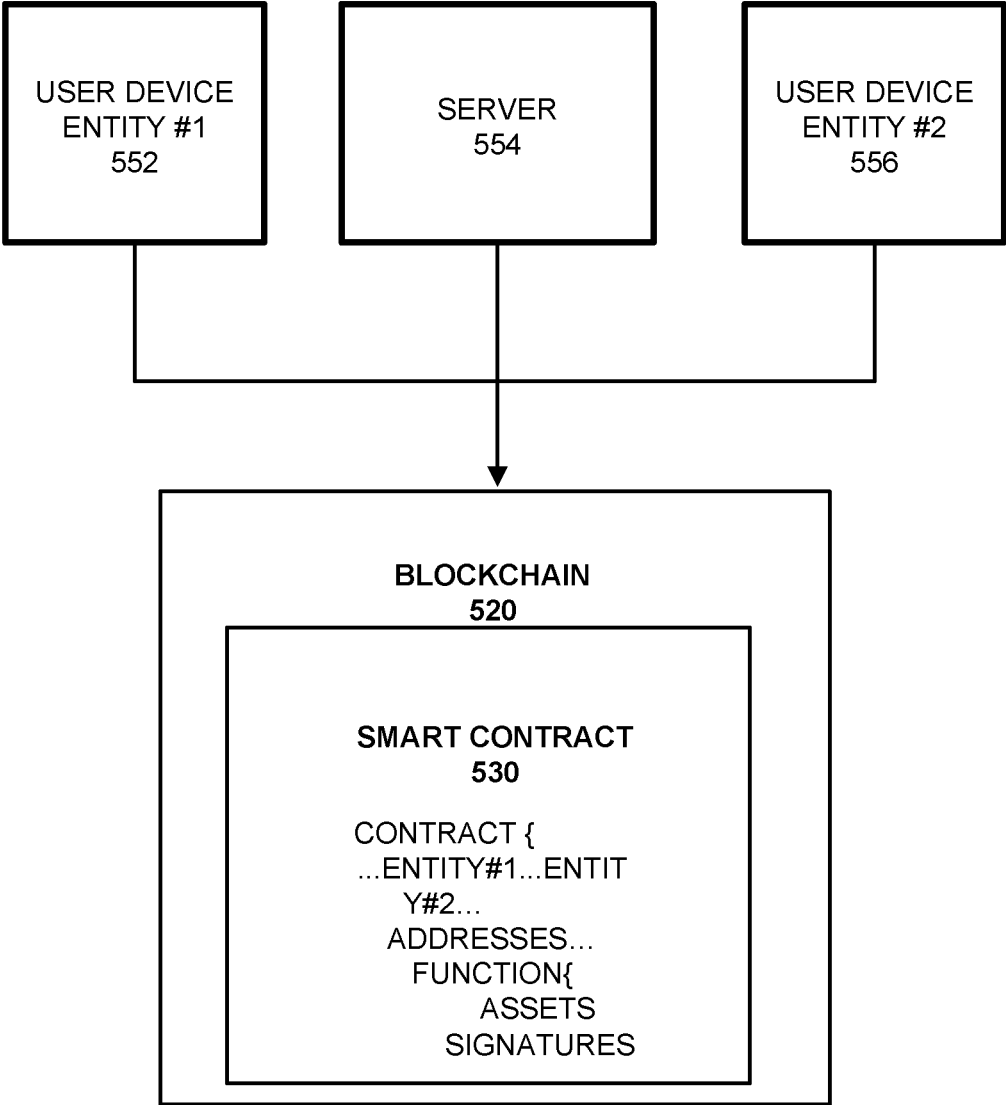 USER DEVICE
ENTITY #1
552
SERVER
554
USER DEVICE
ENTITY #2
556
BLOCKCHAIN
520
SMART CONTRACT
530
CONTRACT {
...ENTITY#1...ENTIT
Y#2...
ADDRESSES...
FUNCTION{
ASSETS
SIGNATURES